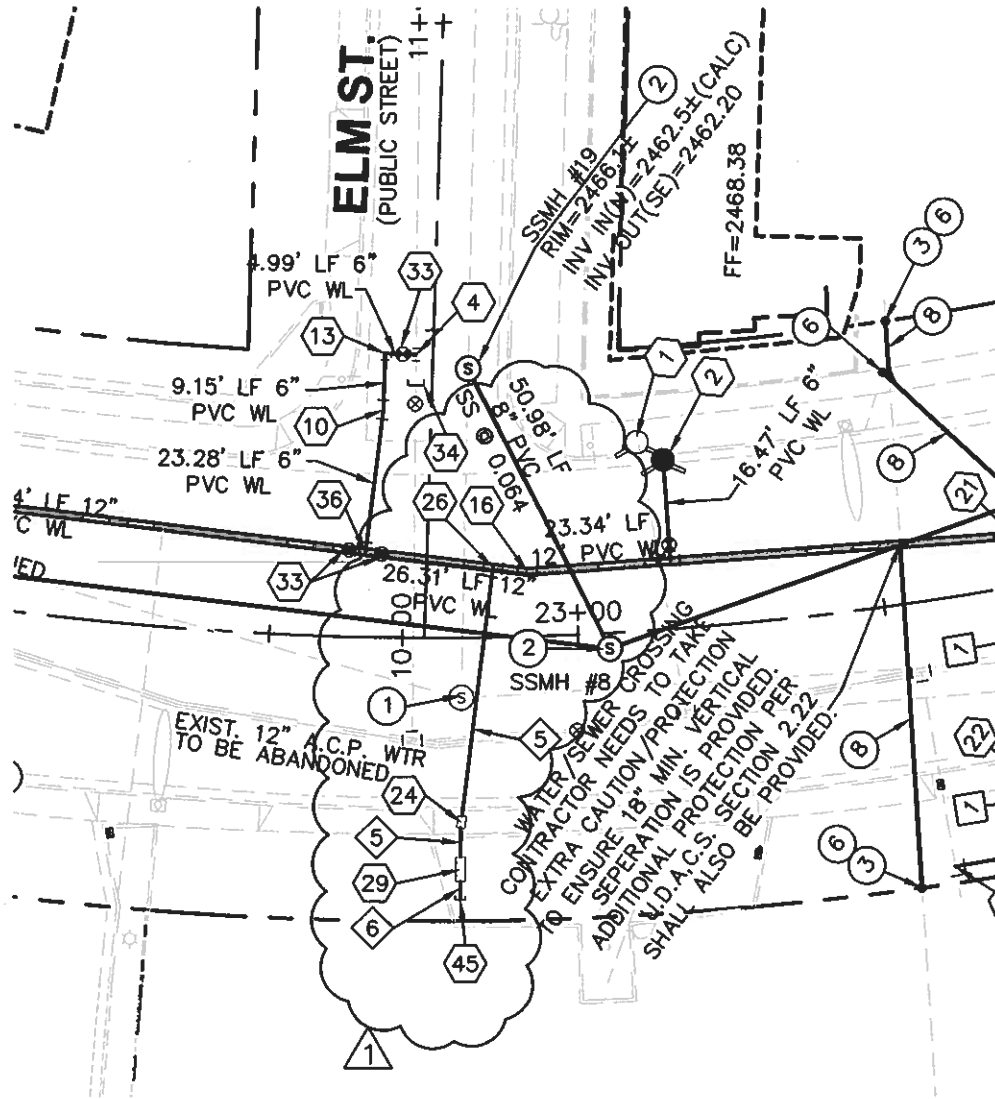 ELM ST.
(PUBLIC STREET)
11+
SSMH #19
RIM=2466.1±
INV IN(N)=2462.5±(CALC)
INV OUT(SE)=2462.20
2
FF=2468.38
3
6
8
6
4.99' LF 6"
PVC WL
33
4
13
1
2
9.15' LF 6"
PVC WL
10
50.98' LF
8" PVC
SS @ 0.064
16.47' LF 6"
PVC WL
8
34
23.28' LF 6"
PVC WL
4' LF 12"
C WL
36
26
16
21
23.34' LF
12' PVC WL
33
26.31' LF 12"
PVC WL
10+00
23+00
2
S
S
SSMH #8
1
S
5
EXIST. 12" A.C.P. WTR
TO BE ABANDONED
WATER/SEWER CROSSING
CONTRACTOR NEEDS TO TAKE
EXTRA CAUTION/PROTECTION
TO ENSURE 18" MIN. VERTICAL
SEPERATION IS PROVIDED.
ADDITIONAL PROTECTION PER
U.D.A.C.S. SECTION 2.22
SHALL ALSO BE PROVIDED.
1
8
22
1
24
5
29
6
6
3
45
1